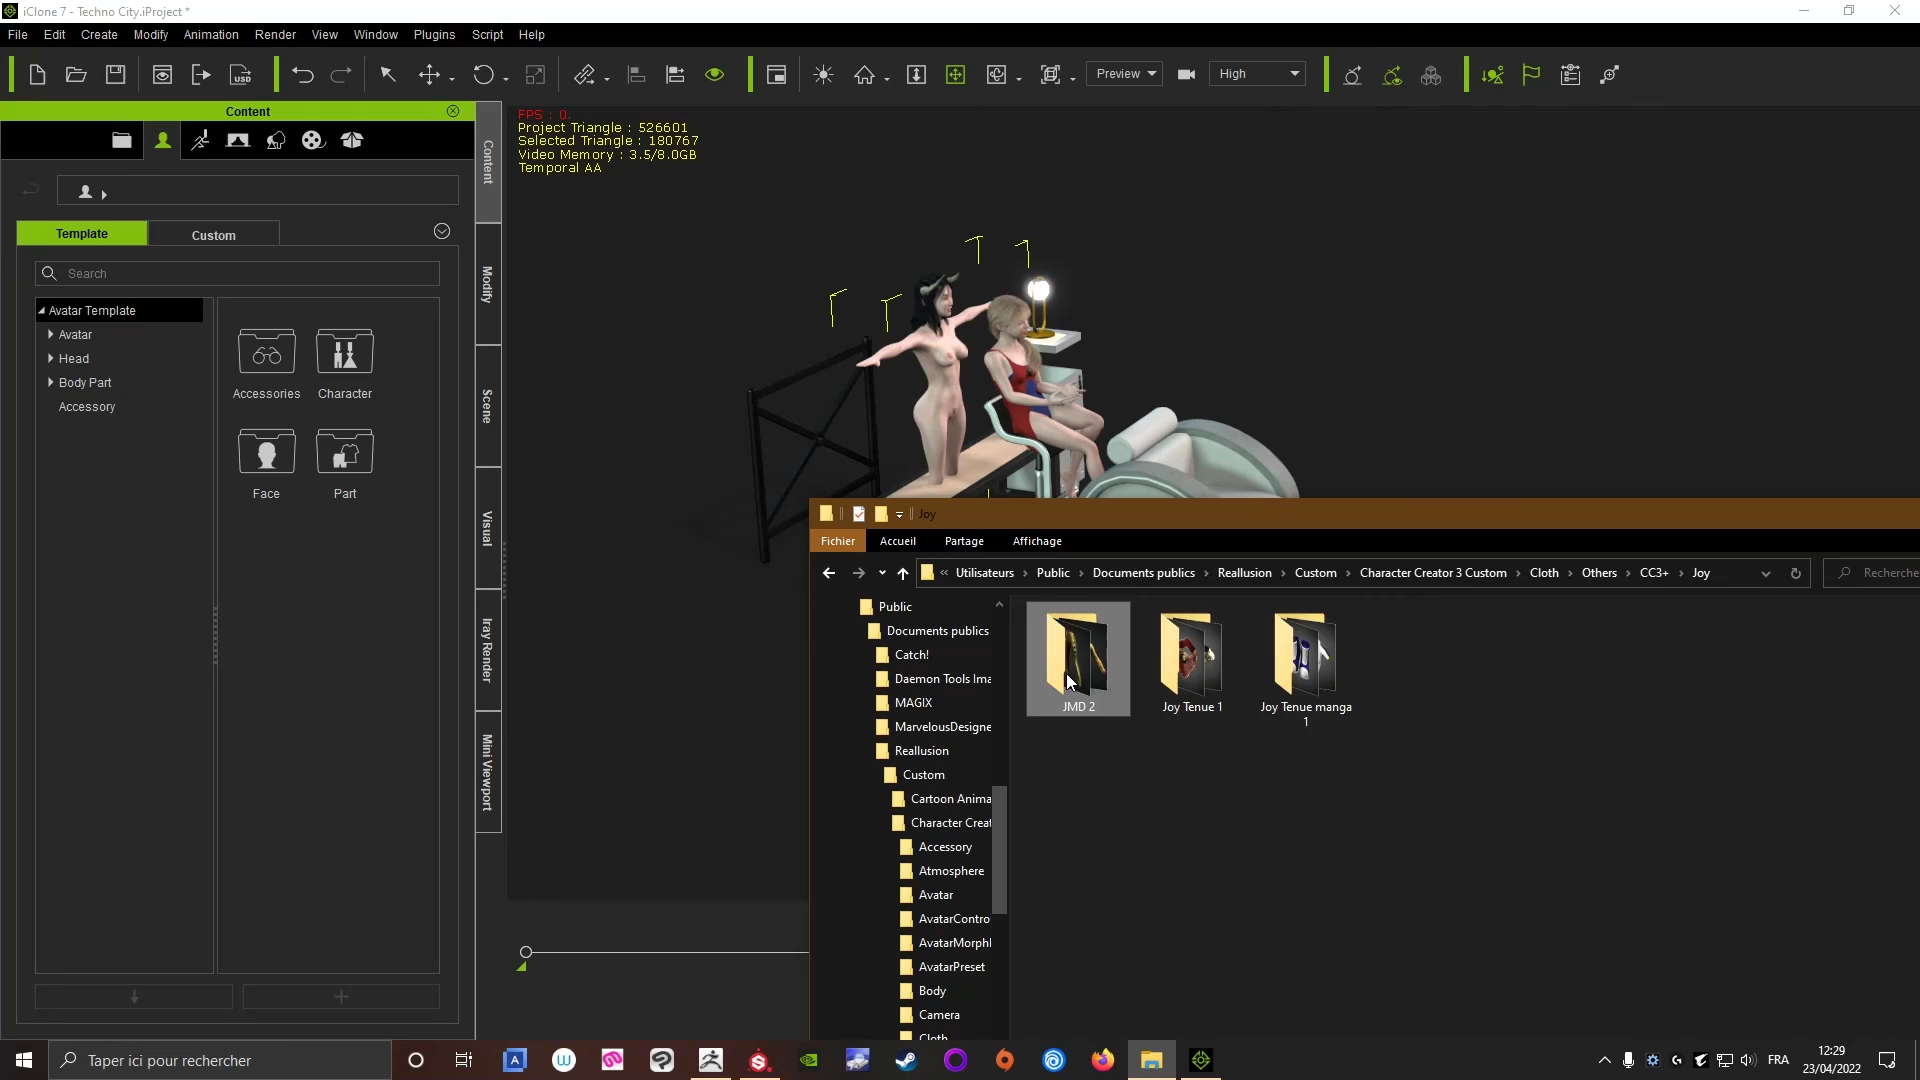 iClone 7 - Techno City.iProject *
File Edit Create Modify Animation Render View Window Plugins Script Help
Preview High
Content
FPS : 0.
Project Triangle : 526601
Selected Triangle : 180767
Video Memory : 3.5/8.0GB
Temporal AA
Content
Modify
Scene
Visual
Iray Render
Mini Viewport
Template Custom
Search
Avatar Template
Avatar
Head
Body Part
Accessory
Accessories Character
Face Part
Joy
Fichier Accueil Partage Affichage
« Utilisateurs Public Documents publics Reallusion Custom Character Creator 3 Custom Cloth Others CC3+ Joy
Recherche
Public
Documents publics
Catch!
Daemon Tools Ima
MAGIX
MarvelousDesigne
Reallusion
Custom
Cartoon Anima
Character Creat
Accessory
Atmosphere
Avatar
AvatarContro
AvatarMorphI
AvatarPreset
Body
Camera
Cloth
JMD 2
Joy Tenue 1
Joy Tenue manga
1
Taper ici pour rechercher
FRA
12:29
23/04/2022